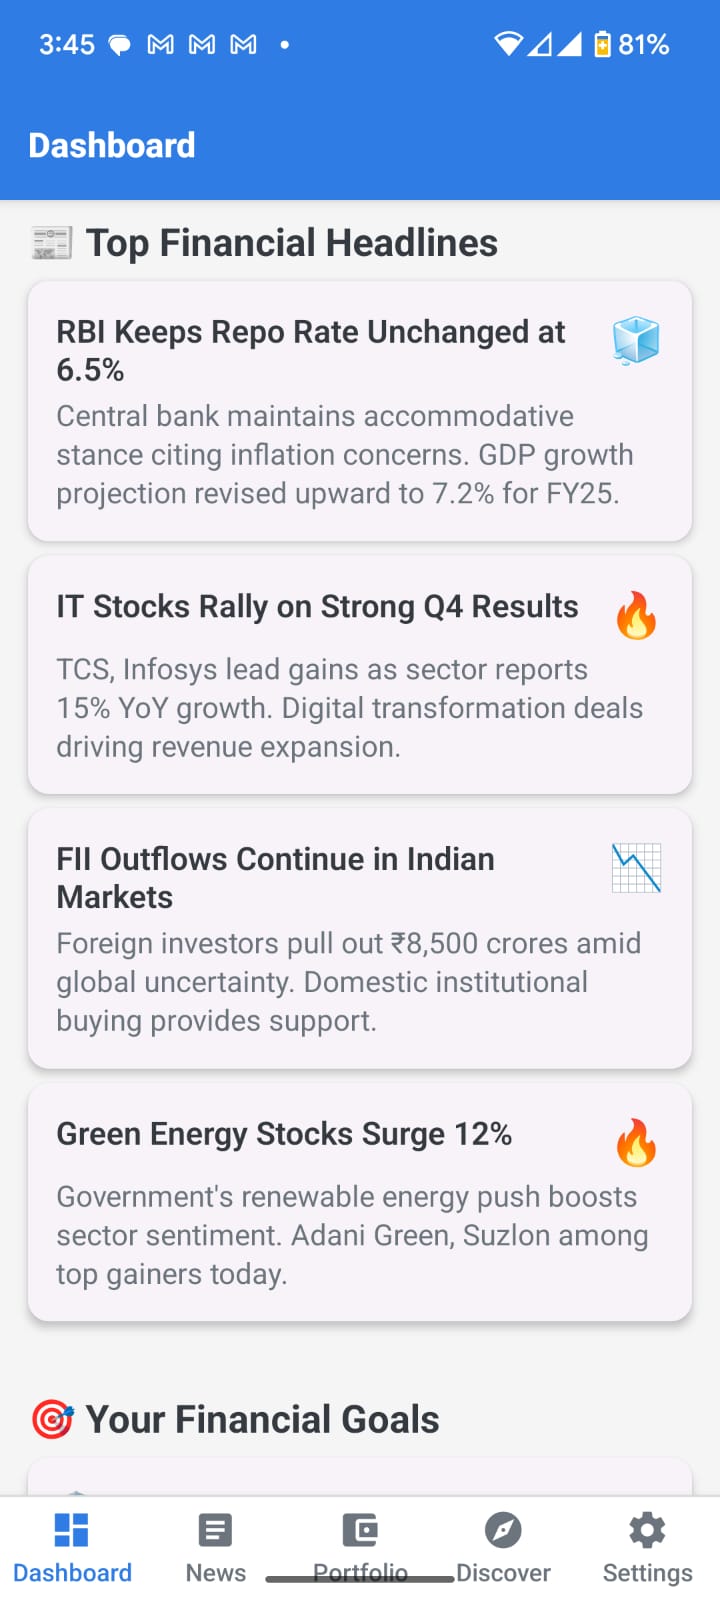 3:45
81%
Dashboard
Top Financial Headlines
RBI Keeps Repo Rate Unchanged at
6.5%
Central bank maintains accommodative
stance citing inflation concerns. GDP growth
projection revised upward to 7.2% for FY25.
IT Stocks Rally on Strong Q4 Results
TCS, Infosys lead gains as sector reports
15% YoY growth. Digital transformation deals
driving revenue expansion.
FII Outflows Continue in Indian
Markets
Foreign investors pull out ₹8,500 crores amid
global uncertainty. Domestic institutional
buying provides support.
Green Energy Stocks Surge 12%
Government's renewable energy push boosts
sector sentiment. Adani Green, Suzlon among
top gainers today.
Your Financial Goals
Dashboard News Portfolio Discover Settings